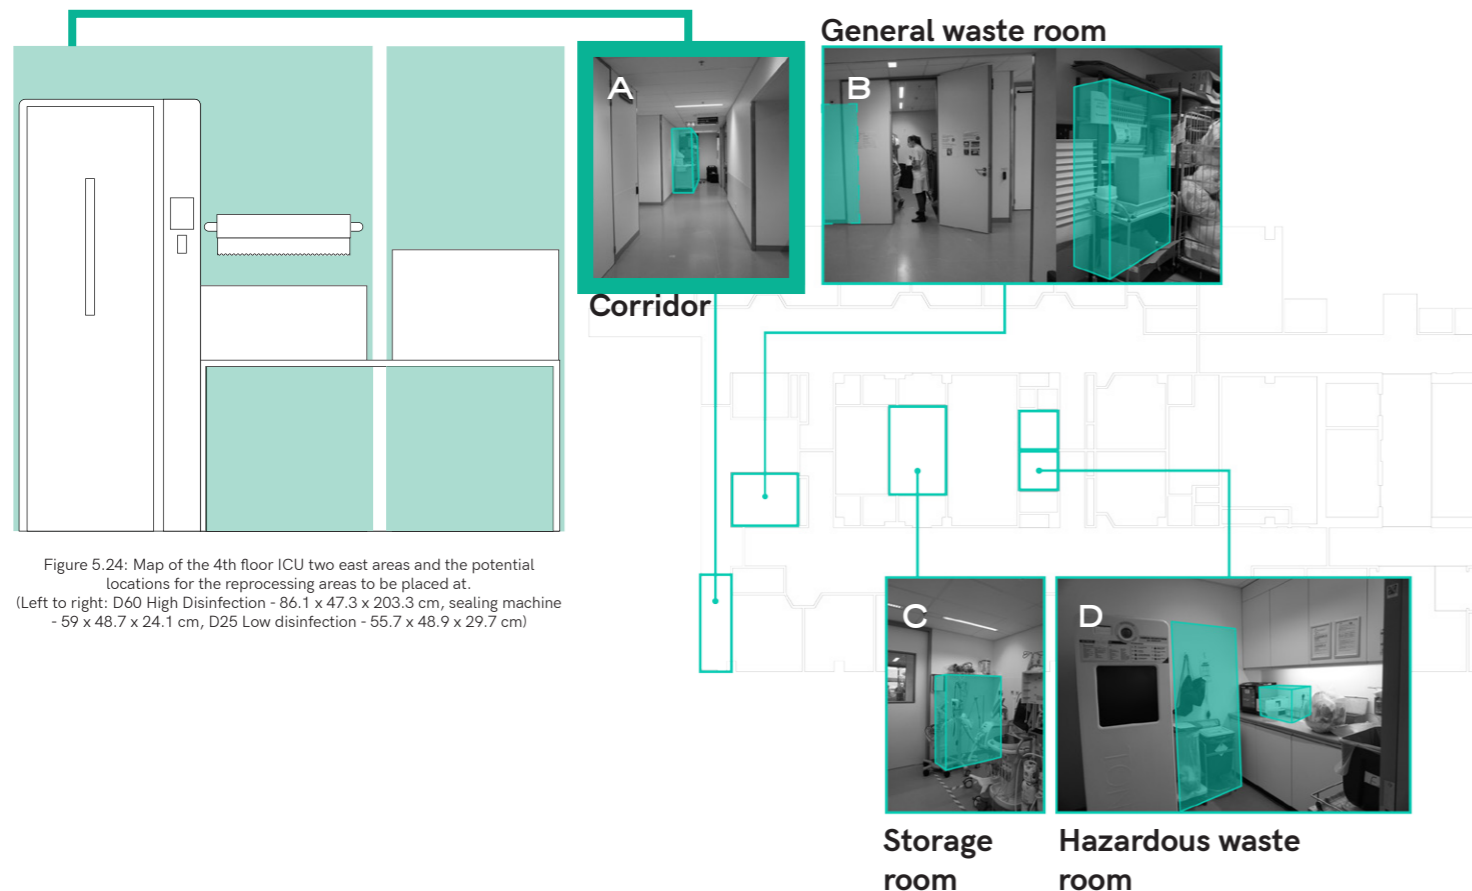 General waste room
A
B
Corridor
Figure 5.24: Map of the 4th floor ICU two east areas and the potential
locations for the reprocessing areas to be placed at.
(Left to right: D60 High Disinfection - 86.1 x 47.3 x 203.3 cm, sealing machine
- 59 x 48.7 x 24.1 cm, D25 Low disinfection - 55.7 x 48.9 x 29.7 cm)
C
D
Storage
room
Hazardous waste
room